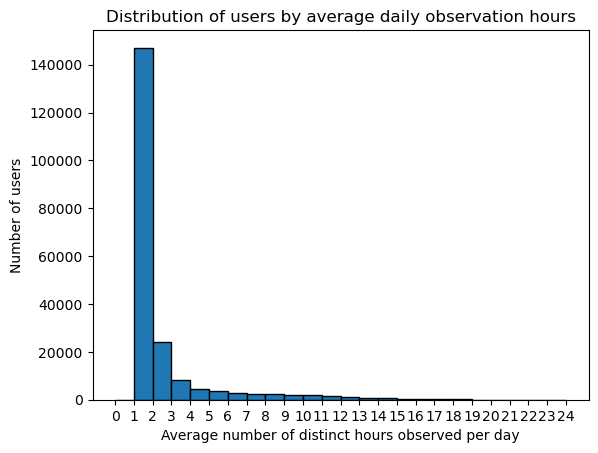 Distribution of users by average daily observation hours
Number of users
140000
120000
100000
80000
60000
40000
20000
0
0 1 2 3 4 5 6 7 8 9 10 11 12 13 14 15 16 17 18 19 20 21 22 23 24
Average number of distinct hours observed per day